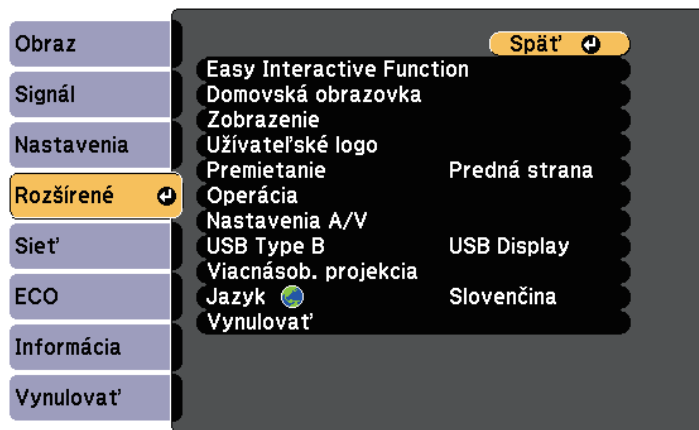 Obraz
Signál
Nastavenia
Rozšírené
Sieť
ECO
Informácia
Vynulovať
Späť
Easy Interactive Function
Domovská obrazovka
Zobrazenie
Užívateľské logo
Premietanie Predná strana
Operácia
Nastavenia A/V
USB Type B USB Display
Viacnásob. projekcia
Jazyk Slovenčina
Vynulovať